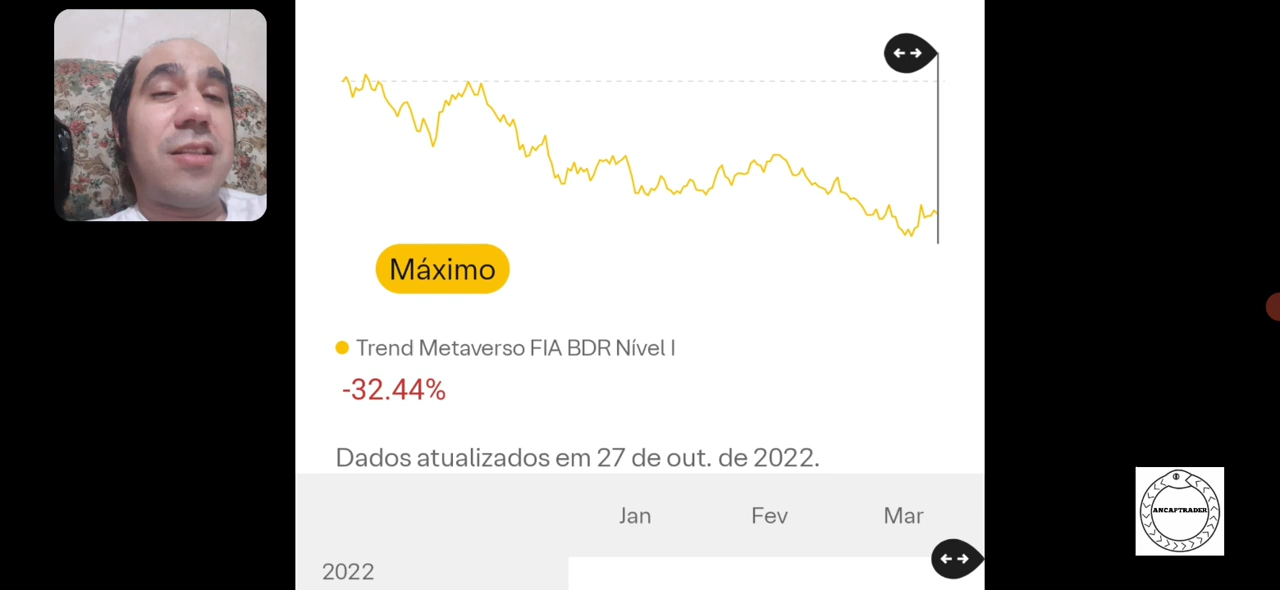 Máximo
Trend Metaverso FIA BDR Nível I
-32.44%
Dados atualizados em 27 de out. de 2022.
Jan Fev Mar
2022
ANCAPTRADER